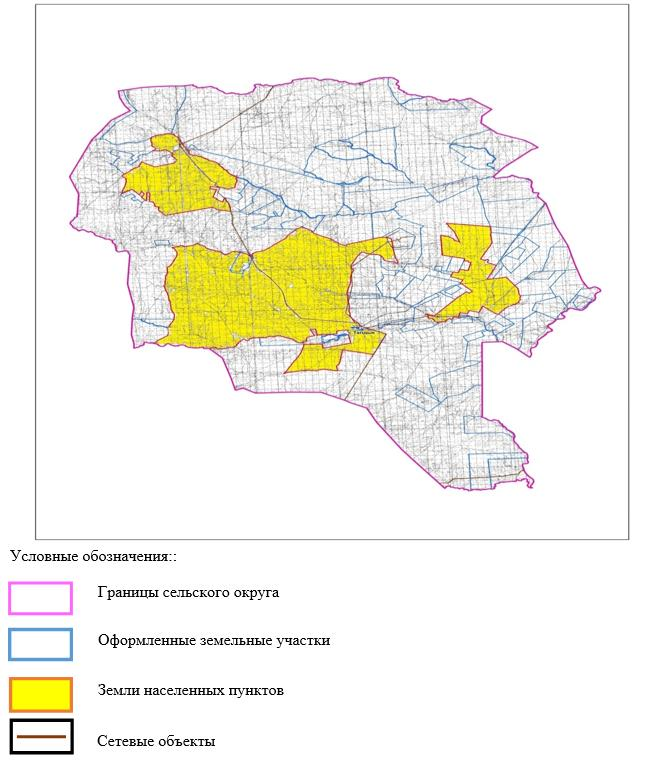 Условные обозначения::
Границы сельского округа
Оформленные земельные участки
Земли населенных пунктов
Сетевые объекты